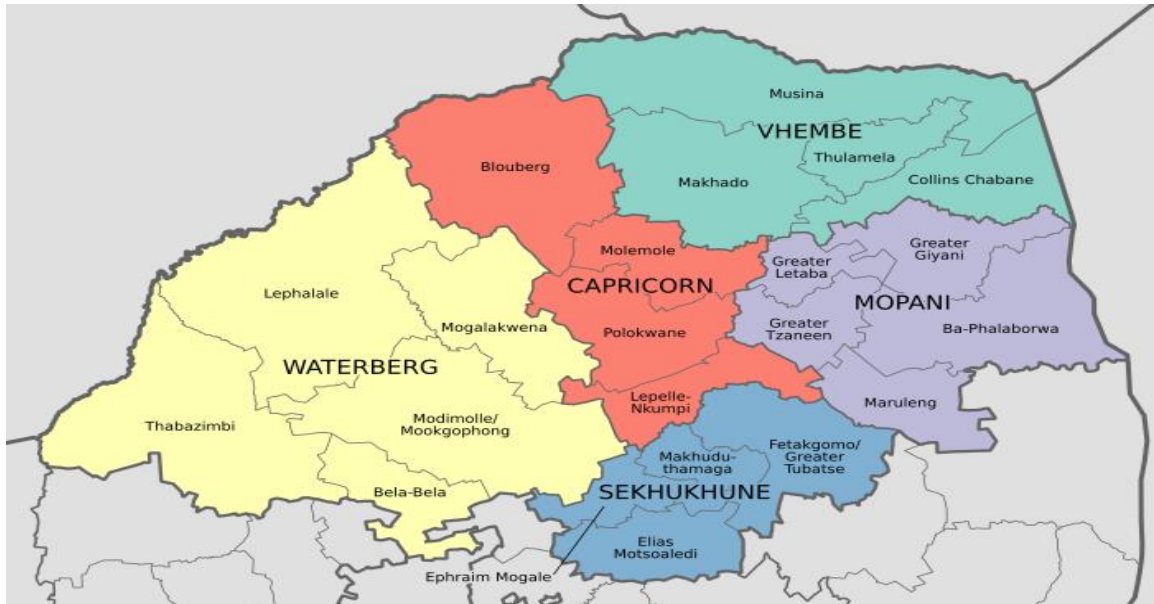 Musina
VHEMBE
Thulamela
Makhado
Collins Chabane
Blouberg
Molemole
CAPRICORN
Polokwane
Lepelle-
Nkumpi
Greater
Letaba
Greater
Giyani
MOPANI
Greater
Tzaneen
Ba-Phalaborwa
Maruleng
Lephalale
Mogalakwena
WATERBERG
Thabazimbi
Modimolle/
Mookgophong
Bela-Bela
Makhudu-
thamaga
Fetakgomo/
Greater
Tubatse
SEKHUKHUNE
Elias
Motsoaledi
Ephraim Mogale